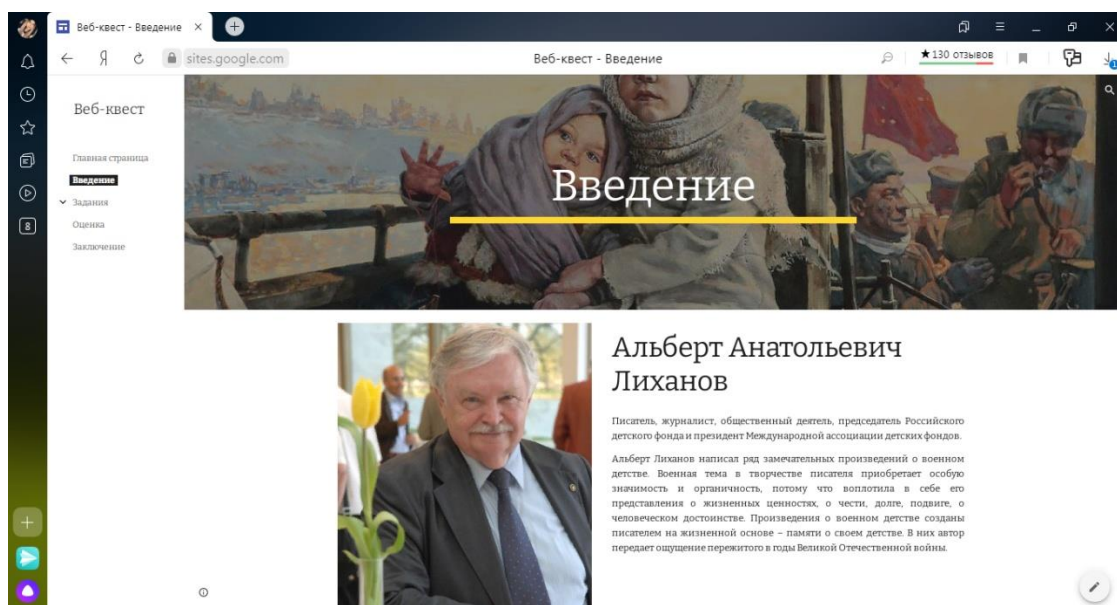 Веб-квест - Введение
sites.google.com
Веб-квест - Введение
130 отзывов
Веб-квест
Главная страница
Введение
Задания
Оценка
Заключение
8
1
Введение
Альберт Анатольевич
Лиханов
Писатель, журналист, общественный деятель, председатель Российского
детского фонда и президент Международной ассоциации детских фондов.
Альберт Лиханов написал ряд замечательных произведений о военном
детстве. Военная тема в творчестве писателя приобретает особую
значимость и органичность, потому что воплотила в себе его
представления о жизненных ценностях, о чести, долге, подвиге, о
человеческом достоинстве. Произведения о военном детстве созданы
писателем на жизненной основе – памяти о своем детстве. В них автор
передает ощущение пережитого в годы Великой Отечественной войны.